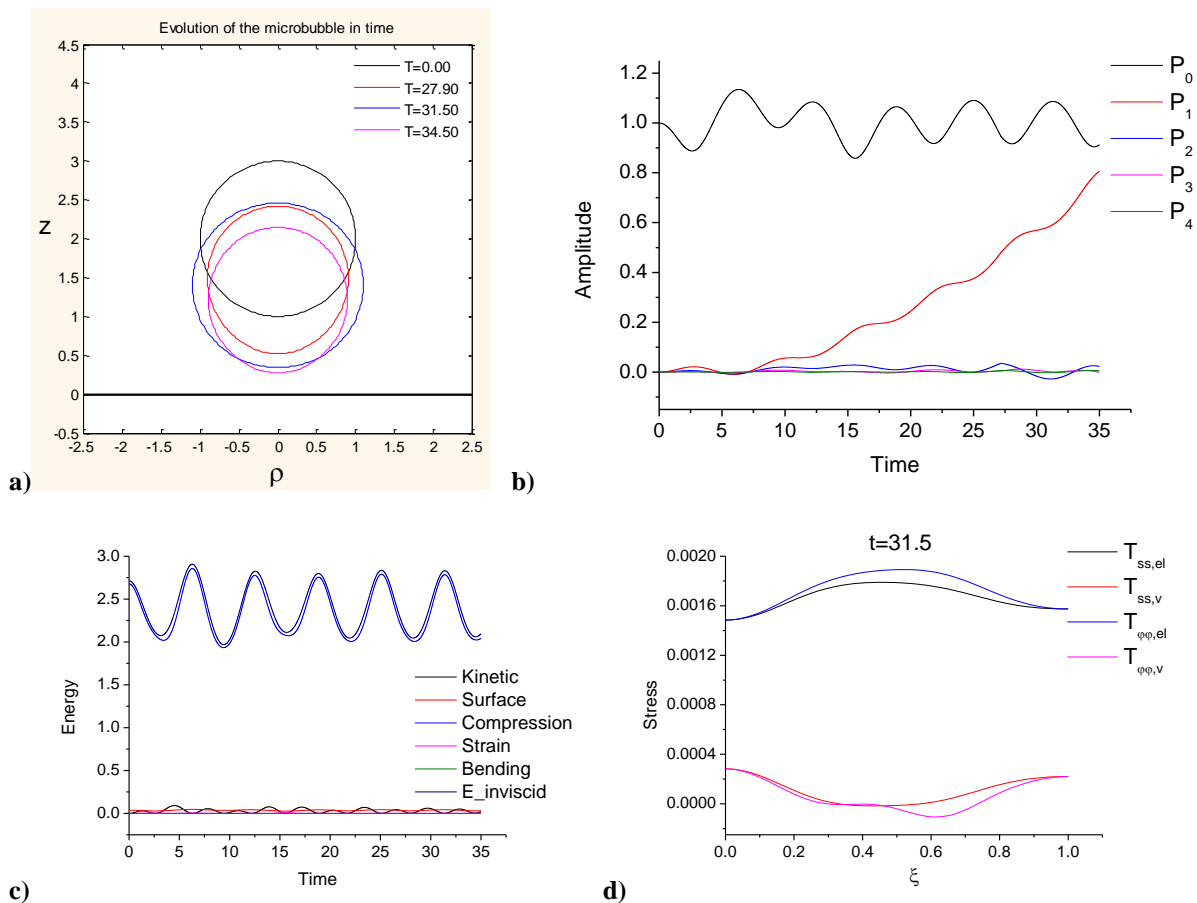 Evolution of the microbubble in time
4.5
4
3.5
3
2.5
2
1.5
1
0.5
0
-0.5
z
T=0.00
T=27.90
T=31.50
T=34.50
-2.5 -2 -1.5 -1 -0.5 0 0.5 1 1.5 2 2.5
ρ
a)
1.2
1.0
0.8
0.6
0.4
0.2
0.0
Amplitude
P0
P1
P2
P3
P4
0 5 10 15 20 25 30 35
Time
b)
3.0
2.5
2.0
1.5
1.0
0.5
0.0
Energy
Kinetic
Surface
Compression
Strain
Bending
E_inviscid
0 5 10 15 20 25 30 35
Time
c)
t=31.5
0.0020
0.0016
0.0012
0.0008
0.0004
0.0000
Stress
Tss,el
Tss,v
Tφφ,el
Tφφ,v
0.0 0.2 0.4 0.6 0.8 1.0
ξ
d)